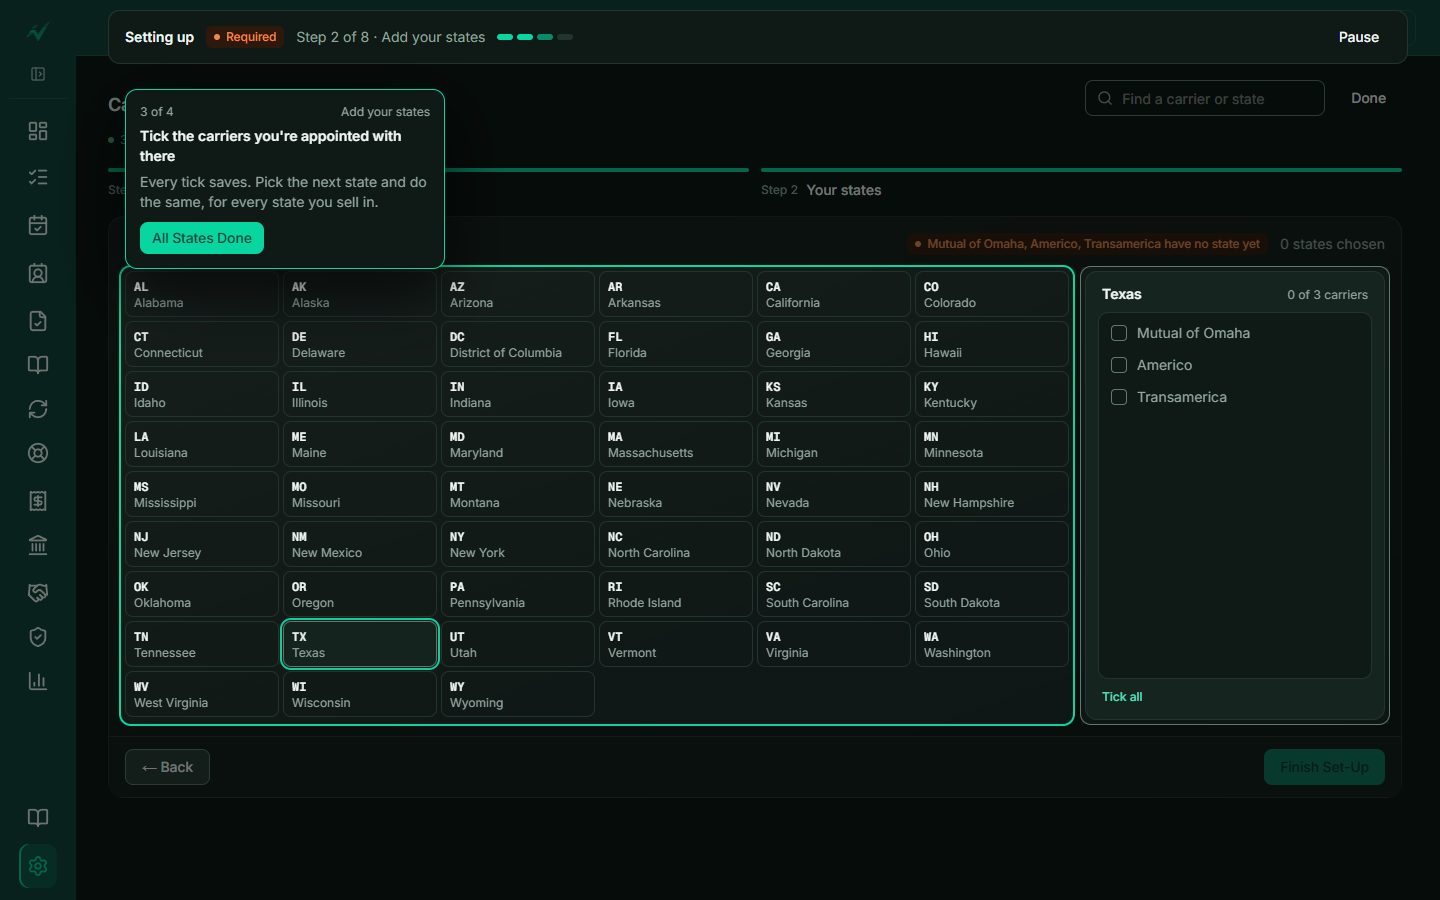 Setting up
Required
Step 2 of 8 · Add your states
Pause
Find a carrier or state
Done
3 of 4
Add your states
Tick the carriers you're appointed with
there
Every tick saves. Pick the next state and do
the same, for every state you sell in.
All States Done
Step 2 Your states
Mutual of Omaha, Americo, Transamerica have no state yet
0 states chosen
AL
Alabama
AK
Alaska
AZ
Arizona
AR
Arkansas
CA
California
CO
Colorado
CT
Connecticut
DE
Delaware
DC
District of Columbia
FL
Florida
GA
Georgia
HI
Hawaii
ID
Idaho
IL
Illinois
IN
Indiana
IA
Iowa
KS
Kansas
KY
Kentucky
LA
Louisiana
ME
Maine
MD
Maryland
MA
Massachusetts
MI
Michigan
MN
Minnesota
MS
Mississippi
MO
Missouri
MT
Montana
NE
Nebraska
NV
Nevada
NH
New Hampshire
NJ
New Jersey
NM
New Mexico
NY
New York
NC
North Carolina
ND
North Dakota
OH
Ohio
OK
Oklahoma
OR
Oregon
PA
Pennsylvania
RI
Rhode Island
SC
South Carolina
SD
South Dakota
TN
Tennessee
TX
Texas
UT
Utah
VT
Vermont
VA
Virginia
WA
Washington
WV
West Virginia
WI
Wisconsin
WY
Wyoming
Texas
0 of 3 carriers
Mutual of Omaha
Americo
Transamerica
Tick all
← Back
Finish Set-Up